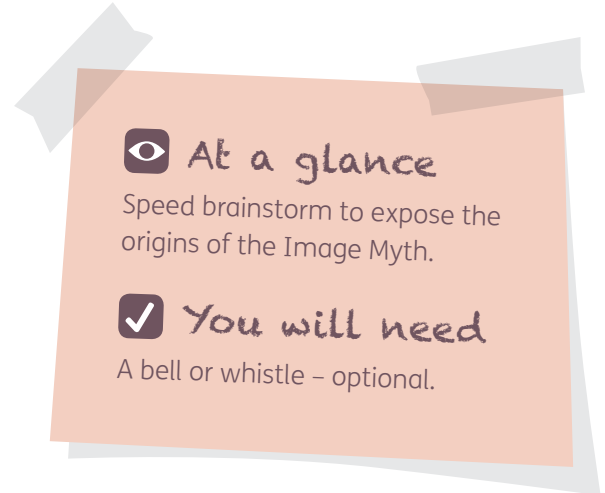 At a glance
Speed brainstorm to expose the
origins of the Image Myth.
You will need
A bell or whistle – optional.